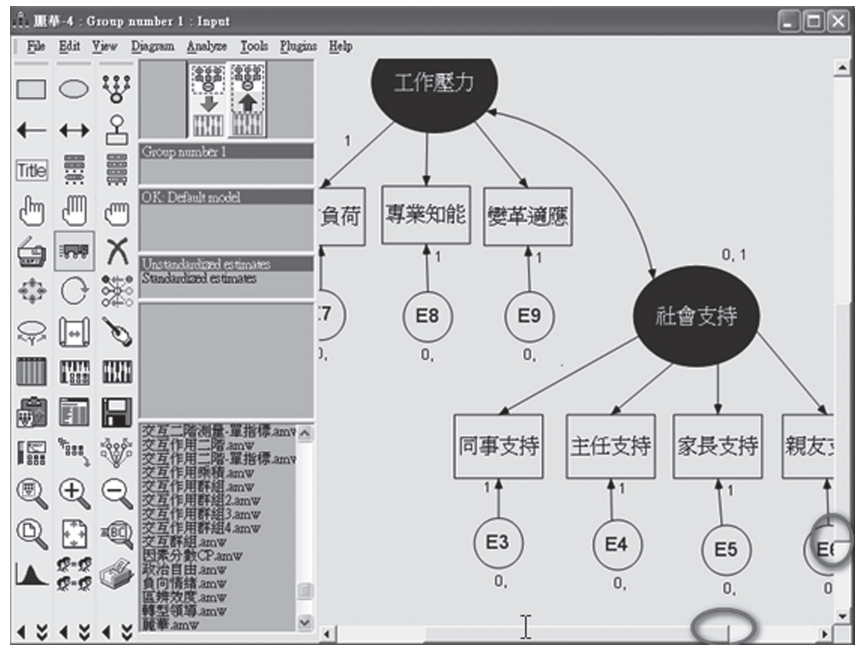 麗華-4 : Group number 1 : Input
File Edit View Diagram Analyze Tools Plugins Help
Title
Group number 1
OK: Default model
Unstandardized estimates
Standardized estimates
交互二階測量-單指標.amw
交互作用二階.amw
交互作用二階-單指標.amw
交互作用乘積.amw
交互作用群組.amw
交互作用群組2.amw
交互作用群組3.amw
交互作用群組4.amw
交互群組.amw
因素分數CP.amw
政治自由.amw
負向情緒.amw
區辨效度.amw
轉型領導.amw
麗華.amw
工作壓力
1
負荷 專業知能 變革適應
1 1
E8 E9
0, 0,
0, 1
社會支持
同事支持 主任支持 家長支持 親友
1 1 1
E3 E4 E5
0, 0, 0, 0